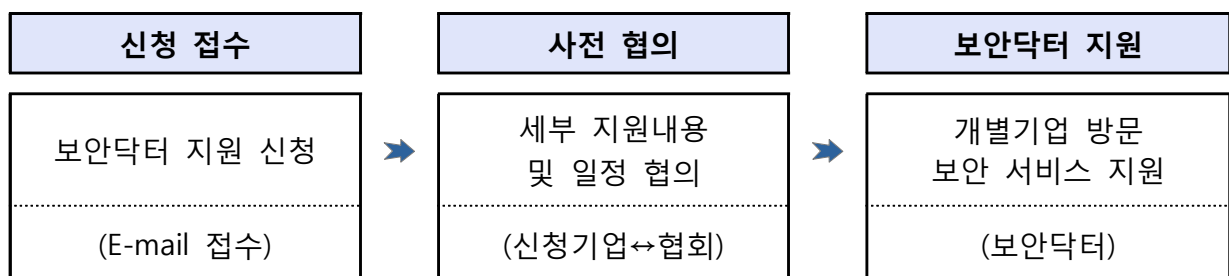 신청 접수
사전 협의
보안닥터 지원
보안닥터 지원 신청
세부 지원내용
및 일정 협의
개별기업 방문
보안 서비스 지원
(E-mail 접수)
(신청기업↔협회)
(보안닥터)